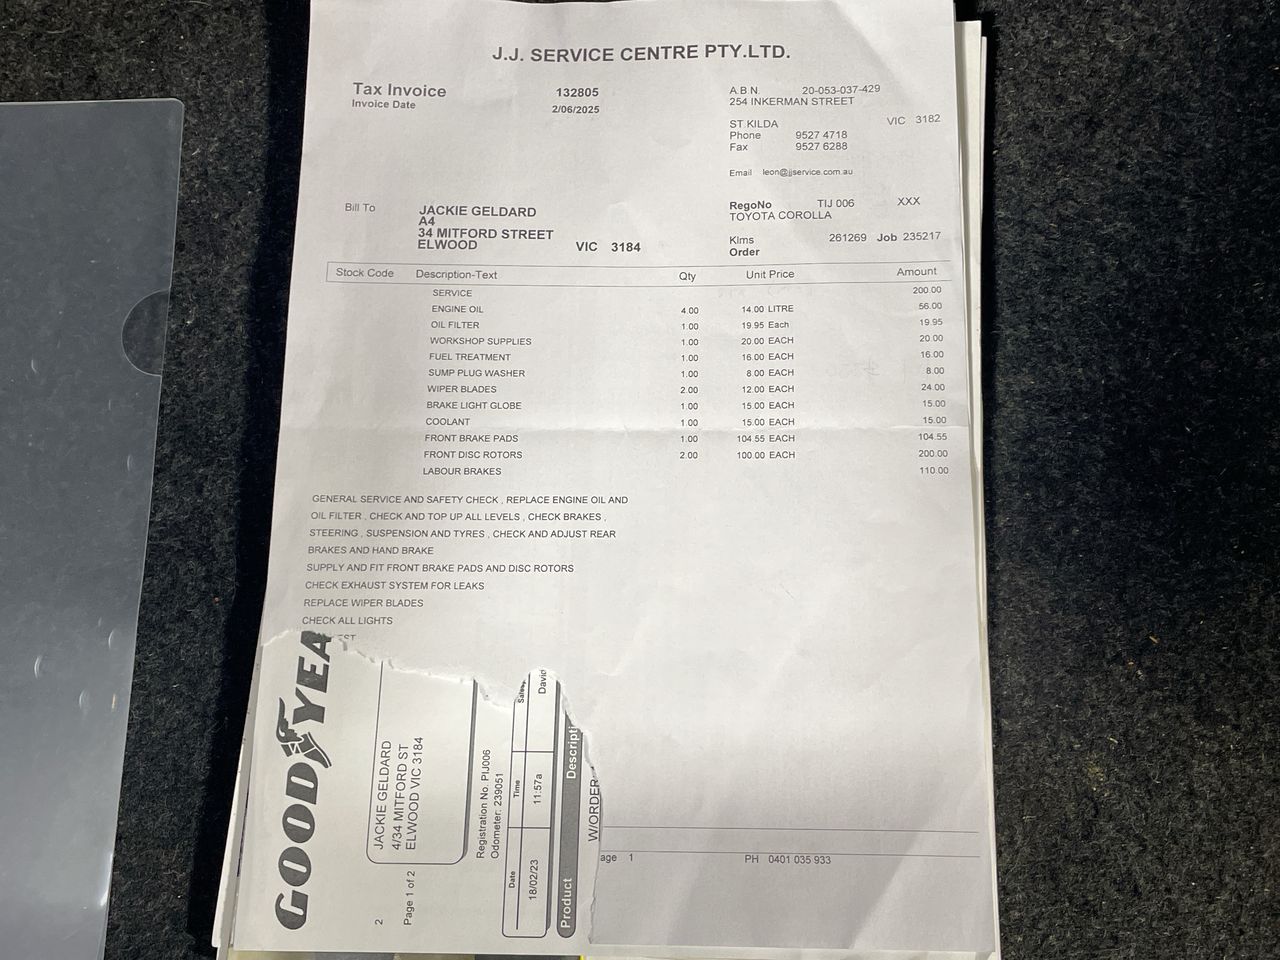 J.J. SERVICE CENTRE PTY.LTD.
Tax Invoice 132805
Invoice Date 2/06/2025
A.B.N. 20-053-037-429
254 INKERMAN STREET
ST KILDA VIC 3182
Phone 9527 4718
Fax 9527 6288
Email leon@jjservice.com.au
Bill To JACKIE GELDARD
A4
34 MITFORD STREET
ELWOOD VIC 3184
RegoNo TIJ 006 XXX
TOYOTA COROLLA
Kims 261269 Job 235217
Order
Stock Code Description-Text Qty Unit Price Amount
SERVICE 200.00
ENGINE OIL 4.00 14.00 LITRE 56.00
OIL FILTER 1.00 19.95 Each 19.95
WORKSHOP SUPPLIES 1.00 20.00 EACH 20.00
FUEL TREATMENT 1.00 16.00 EACH 16.00
SUMP PLUG WASHER 1.00 8.00 EACH 8.00
WIPER BLADES 2.00 12.00 EACH 24.00
BRAKE LIGHT GLOBE 1.00 15.00 EACH 15.00
COOLANT 1.00 15.00 EACH 15.00
FRONT BRAKE PADS 1.00 104.55 EACH 104.55
FRONT DISC ROTORS 2.00 100.00 EACH 200.00
LABOUR BRAKES 110.00
GENERAL SERVICE AND SAFETY CHECK , REPLACE ENGINE OIL AND
OIL FILTER , CHECK AND TOP UP ALL LEVELS , CHECK BRAKES ,
STEERING , SUSPENSION AND TYRES , CHECK AND ADJUST REAR
BRAKES AND HAND BRAKE
SUPPLY AND FIT FRONT BRAKE PADS AND DISC ROTORS
CHECK EXHAUST SYSTEM FOR LEAKS
REPLACE WIPER BLADES
CHECK ALL LIGHTS
age 1 PH 0401 035 933
GOOD YEA
2
JACKIE GELDARD
4/34 MITFORD ST
ELWOOD VIC 3184
Page 1 of 2
Registration No. PIJ006
Odometer: 239051
Date Time Sales
18/02/23 11:57a David
Product Descripti
W/ORDER